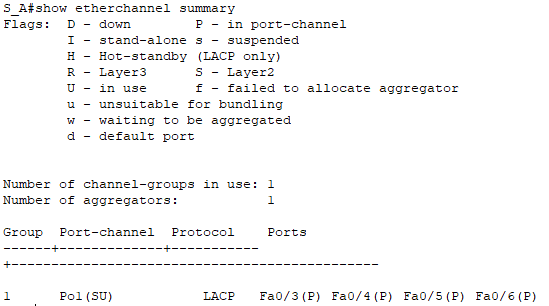 S_A#show etherchannel summary
Flags:  D - down        P - in port-channel
        I - stand-alone s - suspended
        H - Hot-standby (LACP only)
        R - Layer3      S - Layer2
        U - in use      f - failed to allocate aggregator
        u - unsuitable for bundling
        w - waiting to be aggregated
        d - default port
Number of channel-groups in use: 1
Number of aggregators:           1
Group  Port-channel  Protocol    Ports
------+-------------+-----------
+----------------------------------------------
1      Po1(SU)           LACP   Fa0/3(P) Fa0/4(P) Fa0/5(P) Fa0/6(P)